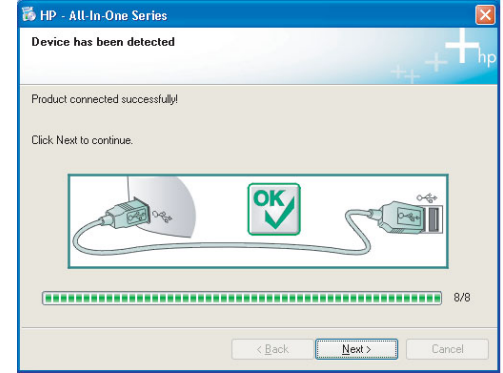 HP - All-In-One Series
Device has been detected
hp
Product connected successfully!
Click Next to continue.
OK
8/8
< Back Next > Cancel